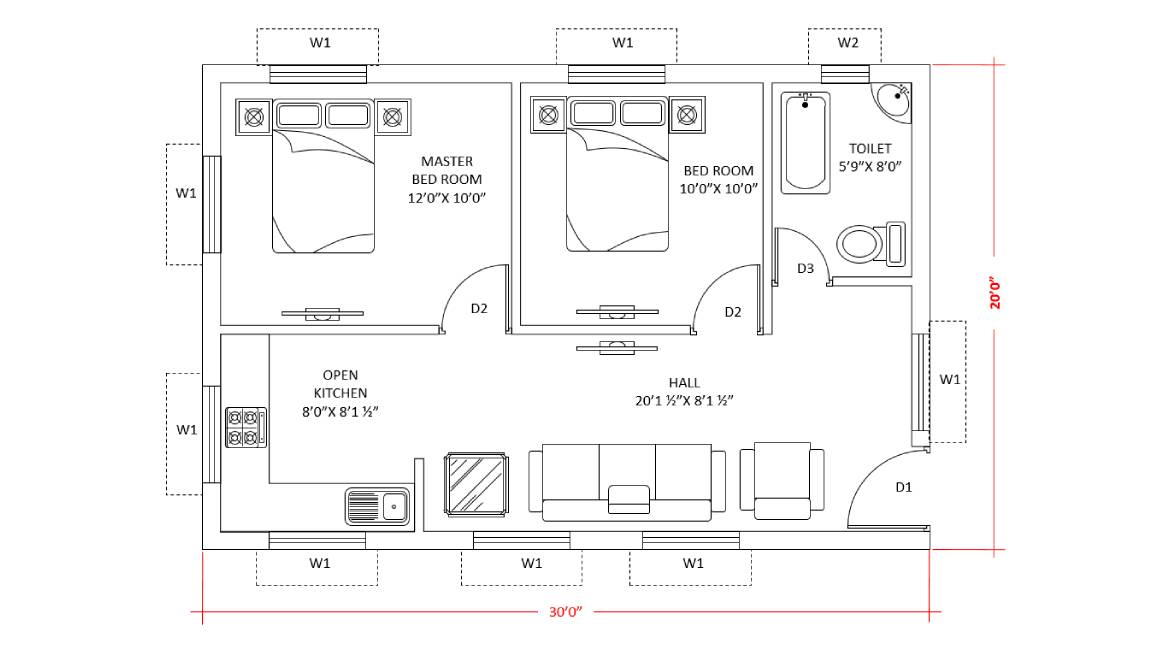 W1
W1
W2
MASTER
BED ROOM
12’0”X 10’0”
BED ROOM
10’0”X 10’0”
TOILET
5’9”X 8’0”
W1
D3
D2
D2
20’0”
OPEN
KITCHEN
8’0”X 8’1 ½”
HALL
20’1 ½”X 8’1 ½”
W1
W1
D1
W1
W1
W1
30’0”